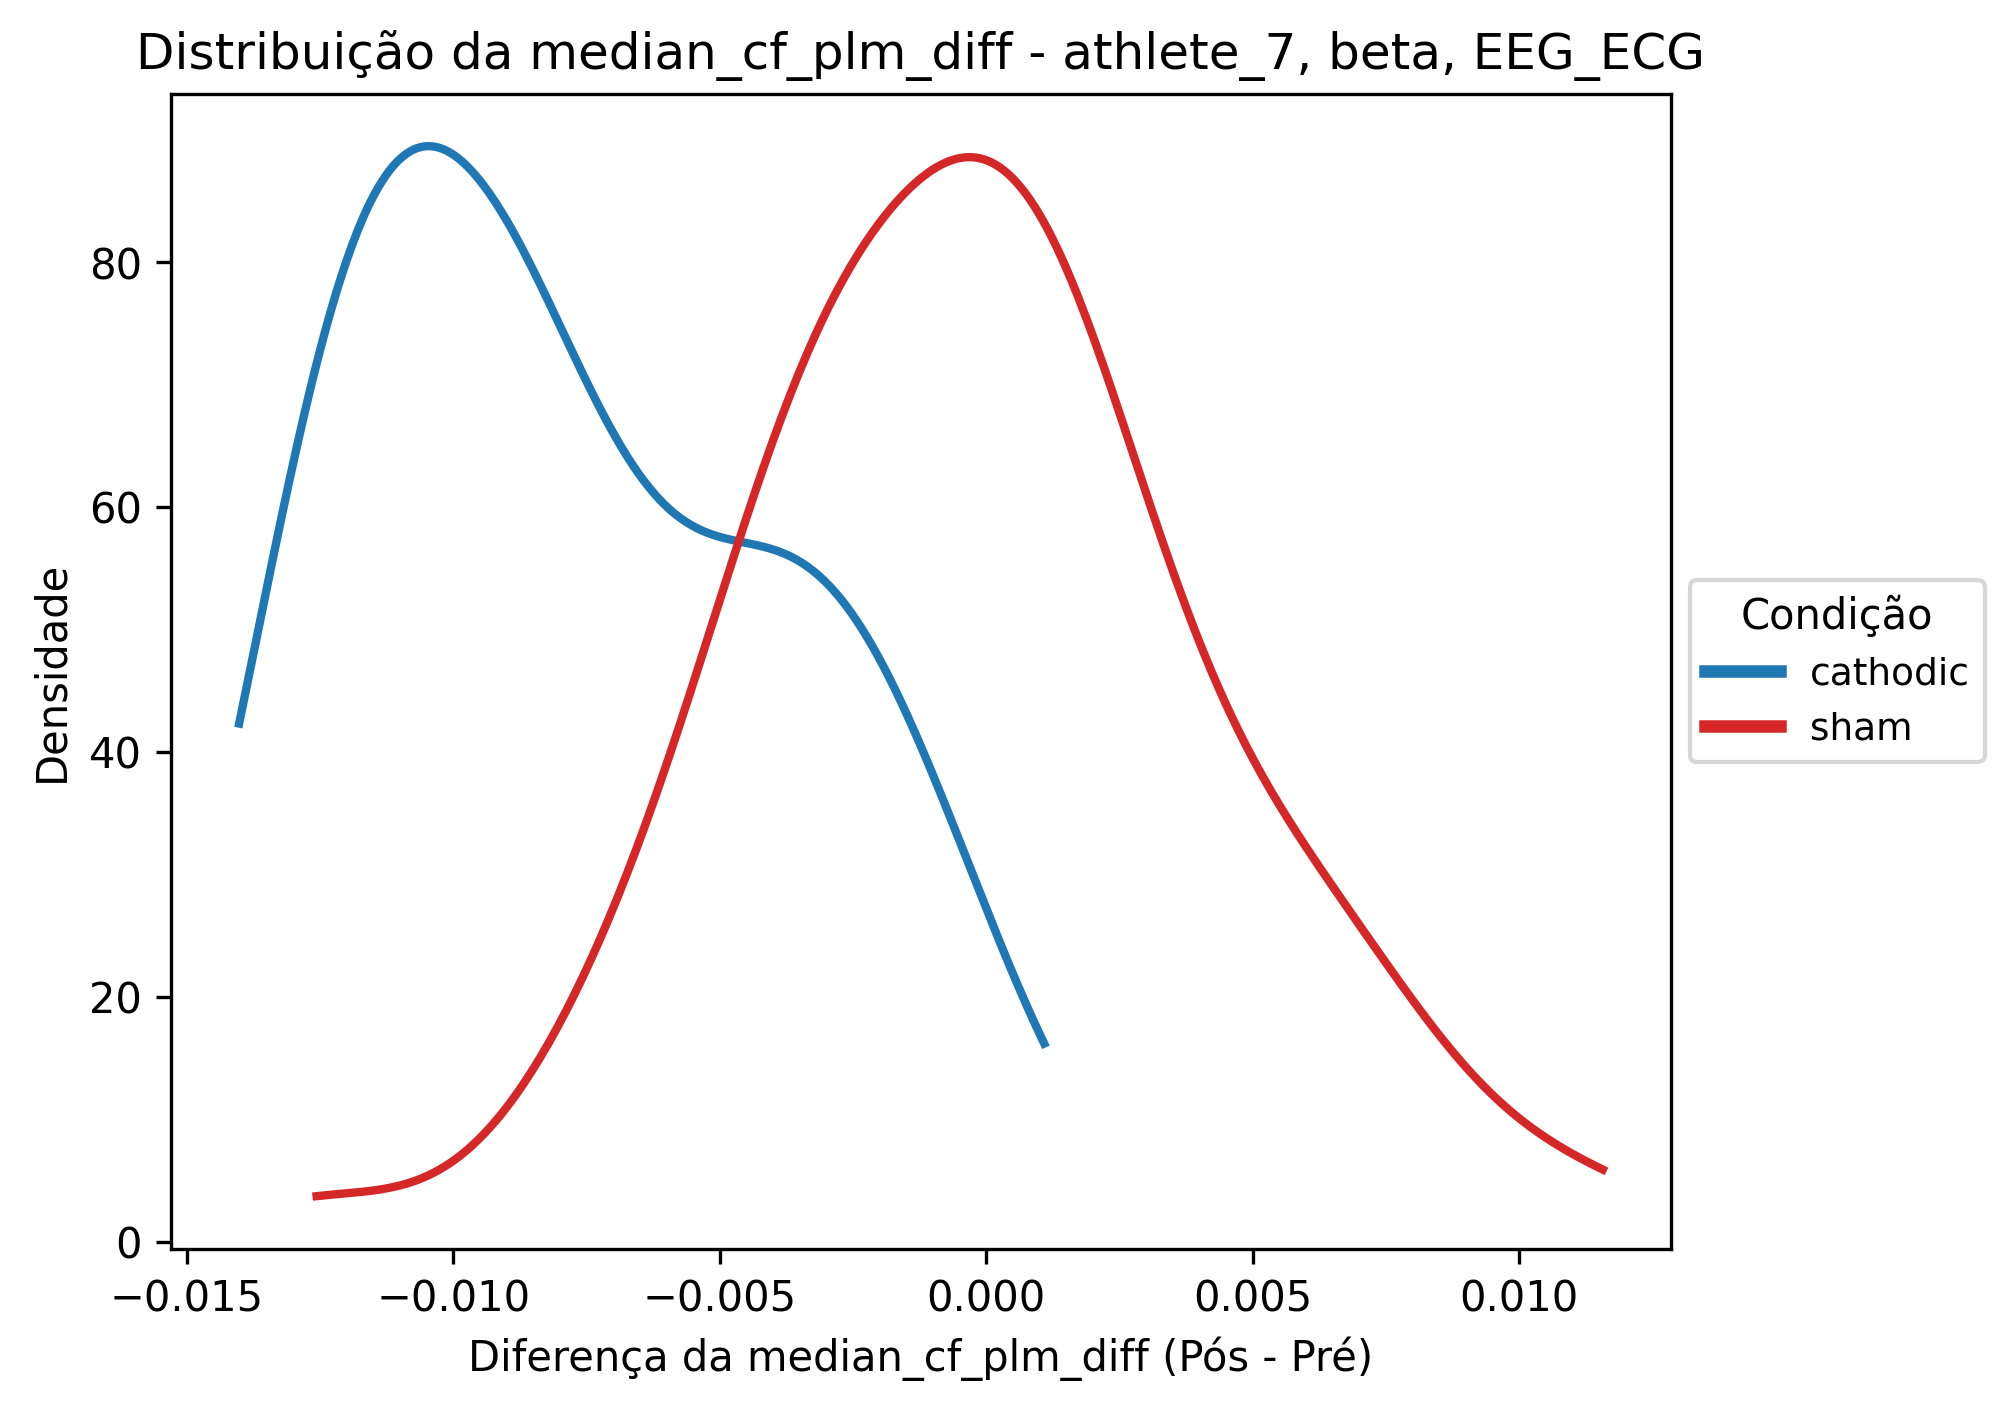 Distribuição da median_cf_plm_diff - athlete_7, beta, EEG_ECG
Densidade
80
60
40
20
0
−0.015 −0.010 −0.005 0.000 0.005 0.010
Diferença da median_cf_plm_diff (Pós - Pré)
Condição
cathodic
sham